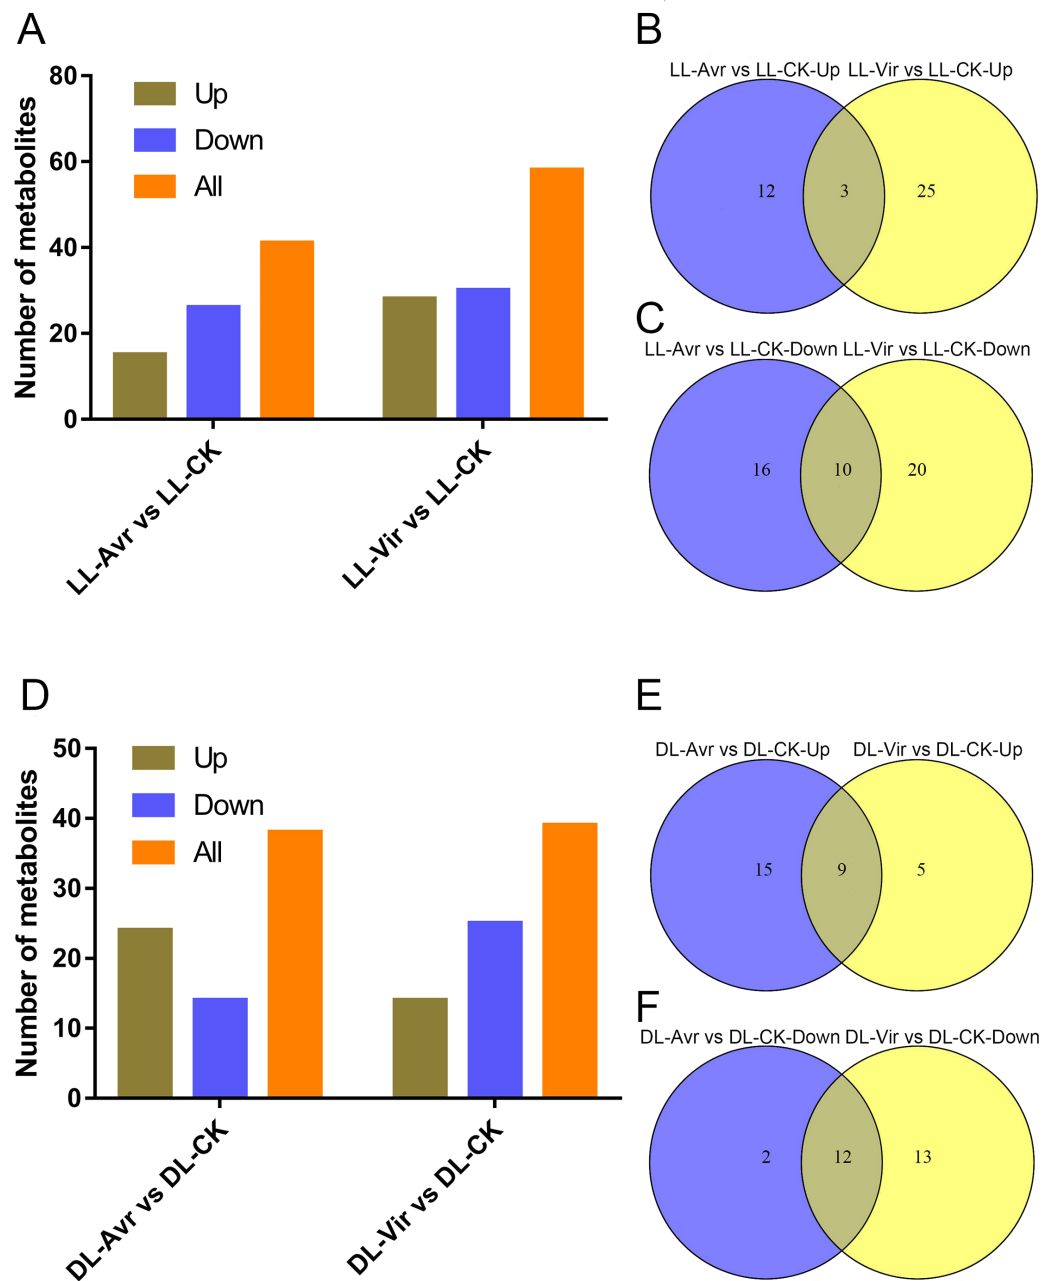 A
Number of metabolites
80
60
40
20
0
Up
Down
All
LL-Avr vs LL-CK
LL-Vir vs LL-CK
B
LL-Avr vs LL-CK-Up LL-Vir vs LL-CK-Up
12 3 25
C
LL-Avr vs LL-CK-Down LL-Vir vs LL-CK-Down
16 10 20
D
Number of metabolites
50
40
30
20
10
0
Up
Down
All
DL-Avr vs DL-CK
DL-Vir vs DL-CK
E
DL-Avr vs DL-CK-Up DL-Vir vs DL-CK-Up
15 9 5
F
DL-Avr vs DL-CK-Down DL-Vir vs DL-CK-Down
2 12 13